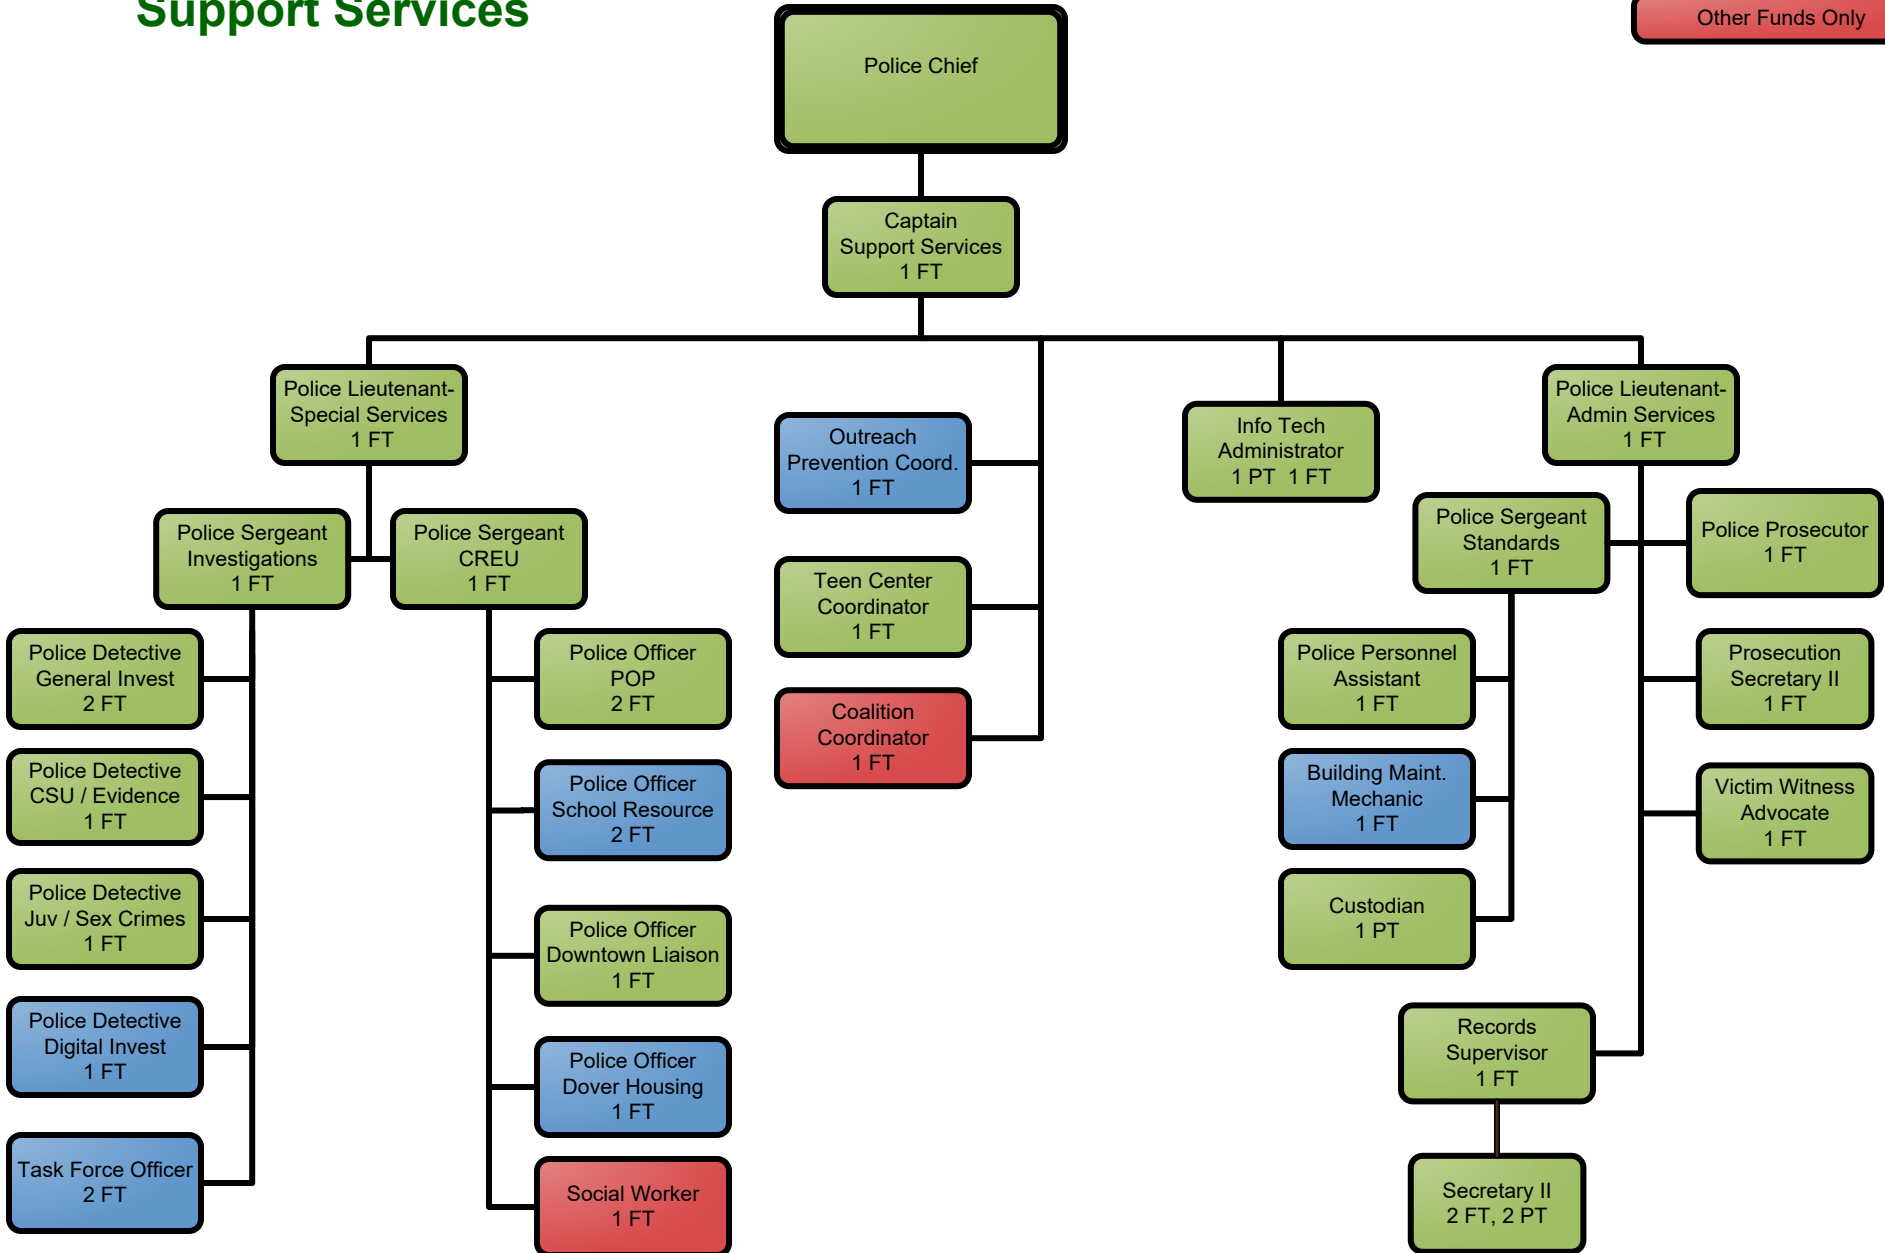 Support Services
Other Funds Only
Police Chief
Captain
Support Services
1 FT
Police Lieutenant-
Special Services
1 FT
Police Sergeant
Investigations
1 FT
Police Sergeant
CREU
1 FT
Police Detective
General Invest
2 FT
Police Detective
CSU / Evidence
1 FT
Police Detective
Juv / Sex Crimes
1 FT
Police Detective
Digital Invest
1 FT
Task Force Officer
2 FT
Police Officer
POP
2 FT
Police Officer
School Resource
2 FT
Police Officer
Downtown Liaison
1 FT
Police Officer
Dover Housing
1 FT
Social Worker
1 FT
Outreach
Prevention Coord.
1 FT
Teen Center
Coordinator
1 FT
Coalition
Coordinator
1 FT
Info Tech
Administrator
1 PT 1 FT
Police Lieutenant-
Admin Services
1 FT
Police Sergeant
Standards
1 FT
Police Prosecutor
1 FT
Police Personnel
Assistant
1 FT
Building Maint.
Mechanic
1 FT
Custodian
1 PT
Prosecution
Secretary II
1 FT
Victim Witness
Advocate
1 FT
Records
Supervisor
1 FT
Secretary II
2 FT, 2 PT